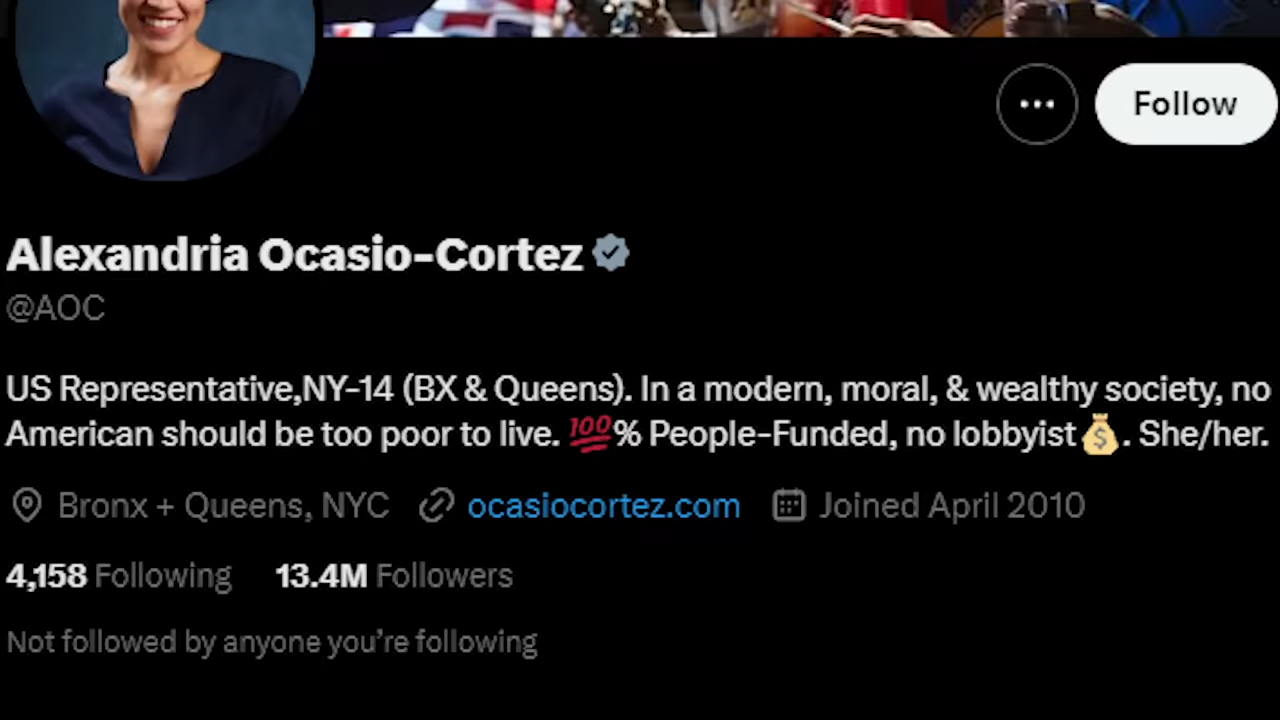 Follow
Alexandria Ocasio-Cortez
@AOC
US Representative,NY-14 (BX & Queens). In a modern, moral, & wealthy society, no
American should be too poor to live. 💯% People-Funded, no lobbyist💰. She/her.
Bronx + Queens, NYC ocasiocortez.com Joined April 2010
4,158 Following 13.4M Followers
Not followed by anyone you’re following